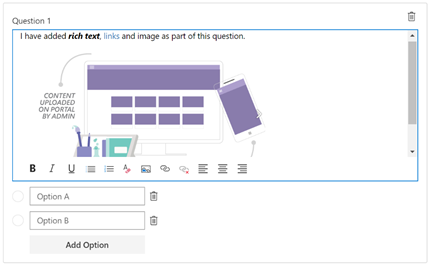 Question 1
I have added rich text, links and image as part of this question.
CONTENT
UPLOADED
ON PORTAL
BY ADMIN
B I U
Option A
Option B
Add Option